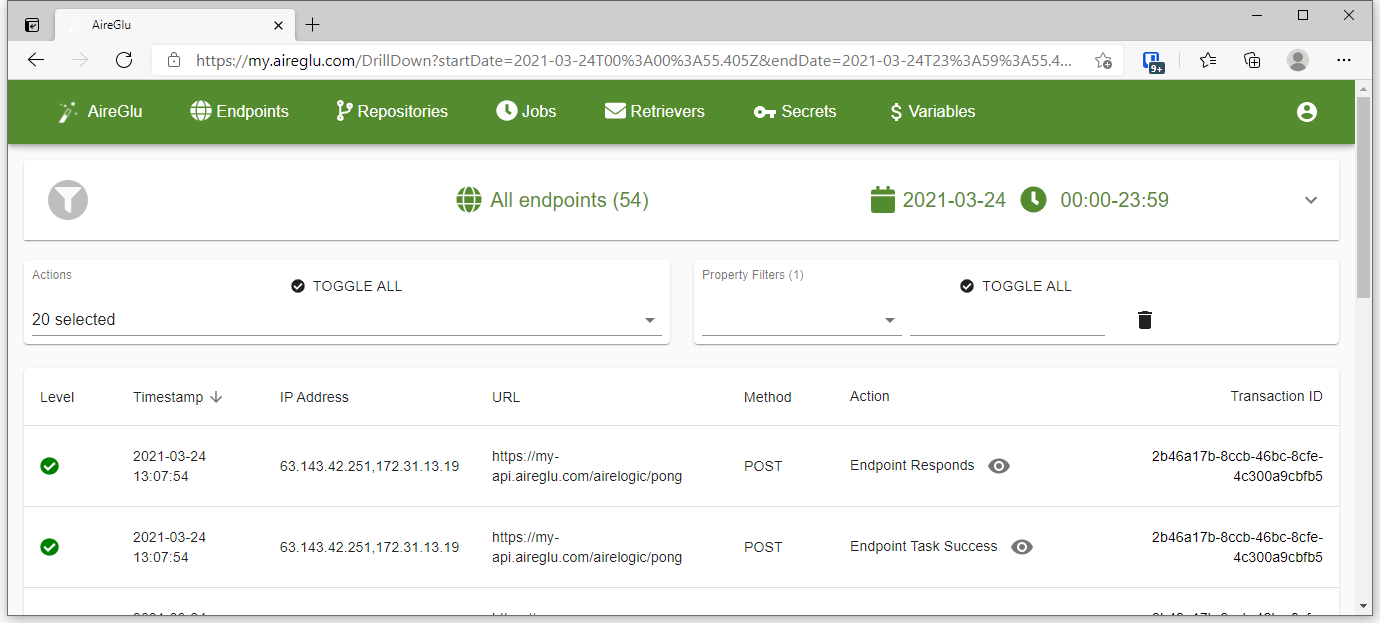 AireGlu
https://my.aireglu.com/DrillDown?startDate=2021-03-24T00%3A00%3A55.405Z&endDate=2021-03-24T23%3A59%3A55.4...
9+
AireGlu Endpoints Repositories Jobs Retrievers Secrets Variables
All endpoints (54) 2021-03-24 00:00-23:59
Actions
TOGGLE ALL
20 selected
Property Filters (1)
TOGGLE ALL
Level Timestamp IP Address URL Method Action Transaction ID
2021-03-24
13:07:54
63.143.42.251,172.31.13.19
https://my-
api.aireglu.com/airelogic/pong
POST
Endpoint Responds
2b46a17b-8ccb-46bc-8cfe-
4c300a9cbfb5
2021-03-24
13:07:54
63.143.42.251,172.31.13.19
https://my-
api.aireglu.com/airelogic/pong
POST
Endpoint Task Success
2b46a17b-8ccb-46bc-8cfe-
4c300a9cbfb5